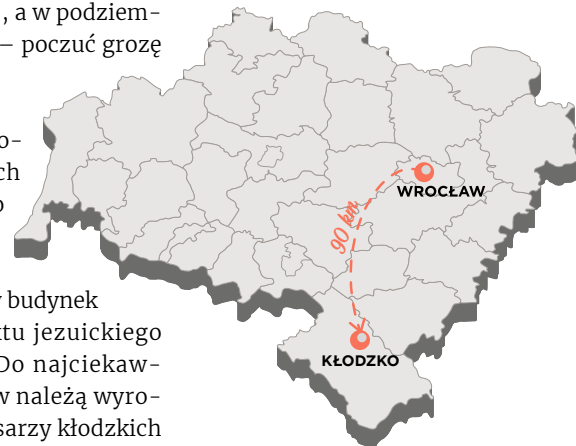 , a w podziem-
– poczuć grozę
o-
ch
o
budynek
tu jezuickiego
Do najciekaw-
w należą wyro-
sarzy kłodzkich
WROCŁAW
90 km
KŁODZKO